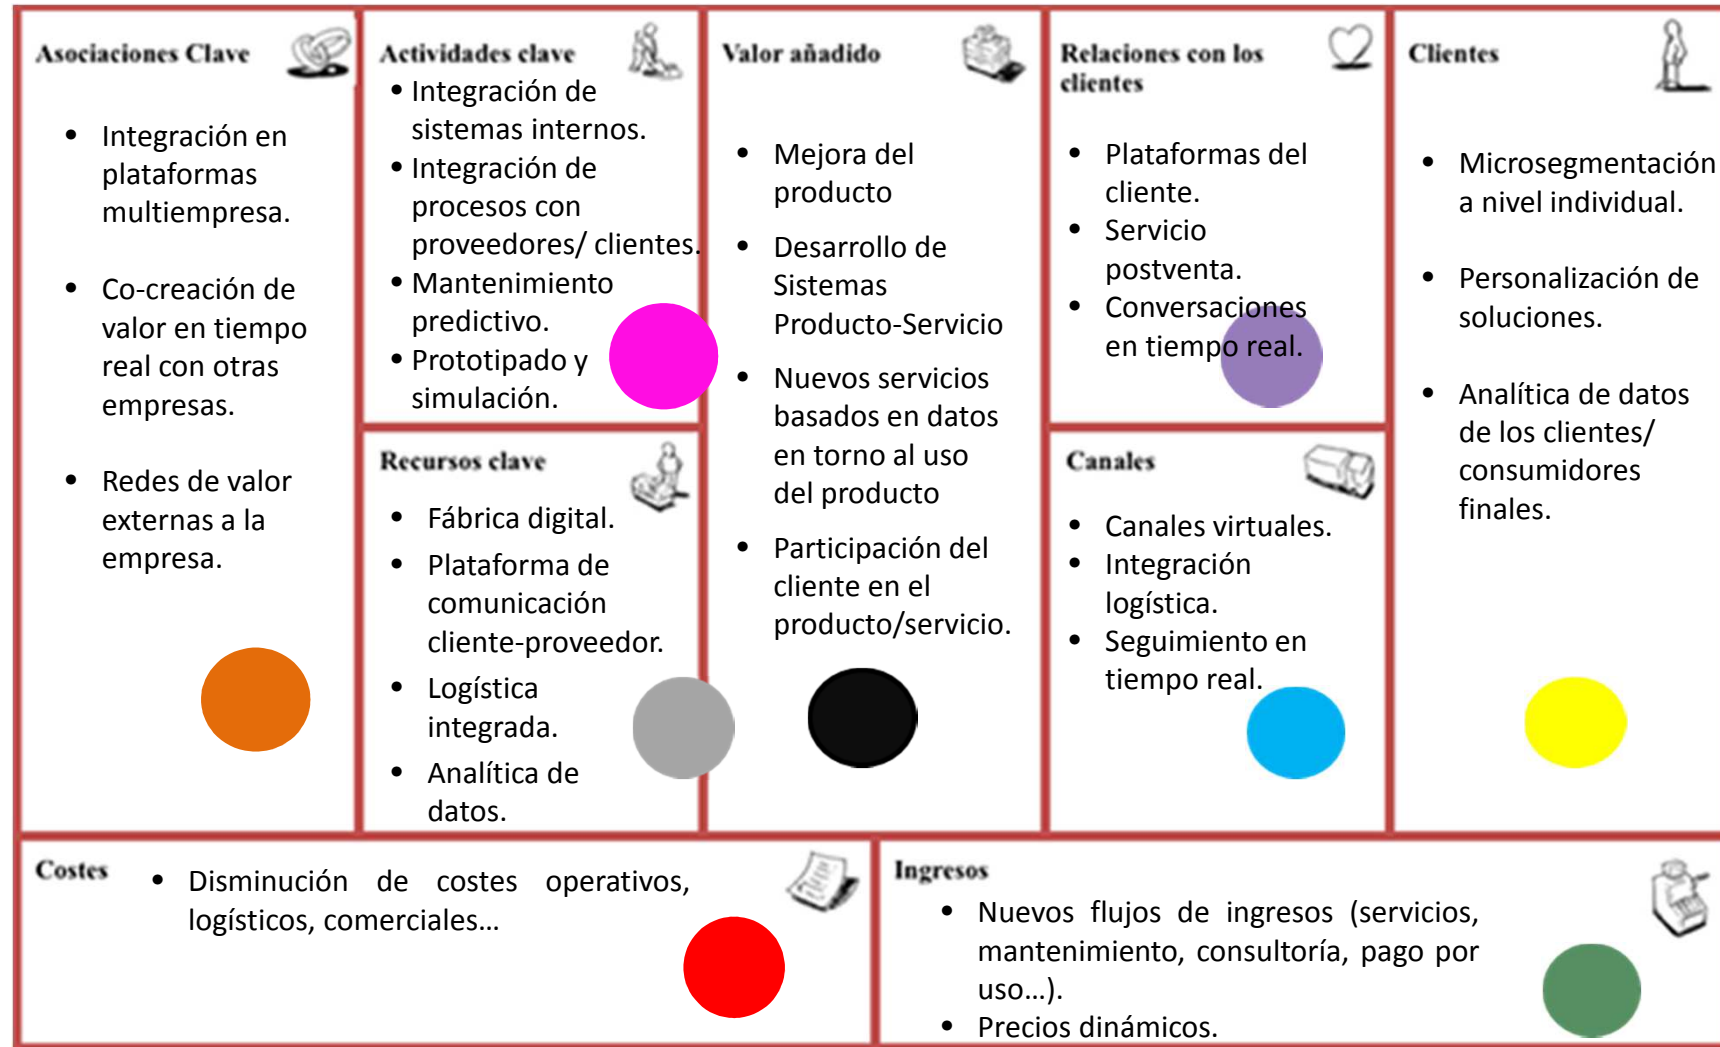 Asociaciones Clave
• Integración en
plataformas
multiempresa.
• Co-creación de
valor en tiempo
real con otras
empresas.
• Redes de valor
externas a la
empresa.
Actividades clave
• Integración de
sistemas internos.
• Integración de
procesos con
proveedores/ clientes.
• Mantenimiento
predictivo.
• Prototipado y
simulación.
Recursos clave
• Fábrica digital.
• Plataforma de
comunicación
cliente-proveedor.
• Logística
integrada.
• Analítica de
datos.
Valor añadido
• Mejora del
producto
• Desarrollo de
Sistemas
Producto-Servicio
• Nuevos servicios
basados en datos
en torno al uso
del producto
• Participación del
cliente en el
producto/servicio.
Relaciones con los
clientes
• Plataformas del
cliente.
• Servicio
postventa.
• Conversaciones
en tiempo real.
Canales
• Canales virtuales.
• Integración
logística.
• Seguimiento en
tiempo real.
Clientes
• Microsegmentación
a nivel individual.
• Personalización de
soluciones.
• Analítica de datos
de los clientes/
consumidores
finales.
Costes
• Disminución de costes operativos,
logísticos, comerciales...
Ingresos
• Nuevos flujos de ingresos (servicios,
mantenimiento, consultoría, pago por
uso...).
• Precios dinámicos.